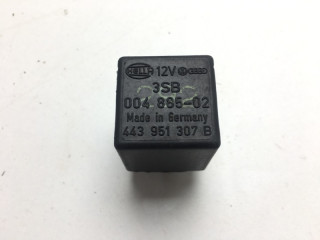 HELLA 12V
3SB
004 865-02
Made in Germany
443 951 307 B